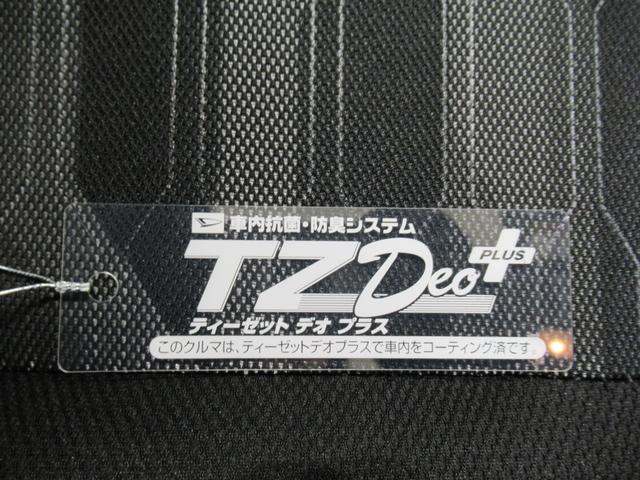 車内抗菌・防臭システム
TZ Deo PLUS
ティーゼット デオ プラス
このクルマは、ティーゼットデオプラスで車内をコーティング済です。